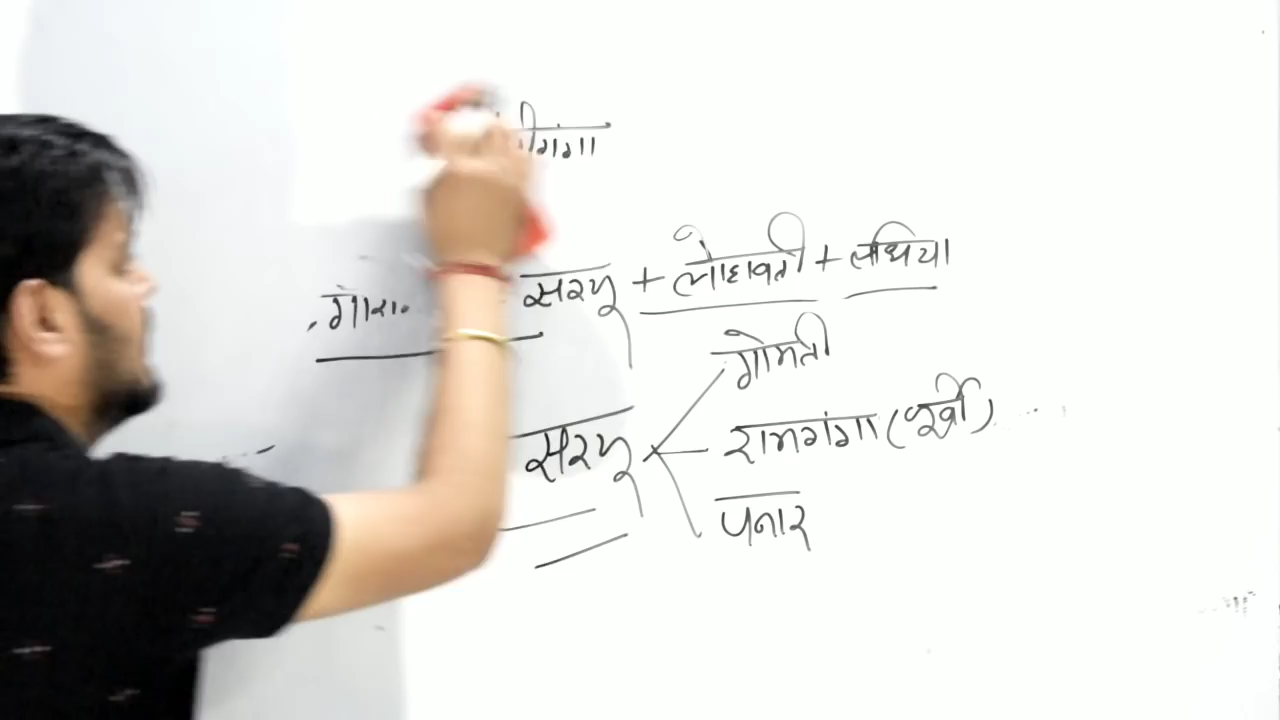 सरयू + लोहावती + लधिया
गोमती
सरयू रामगंगा (पूर्वी)
पनार